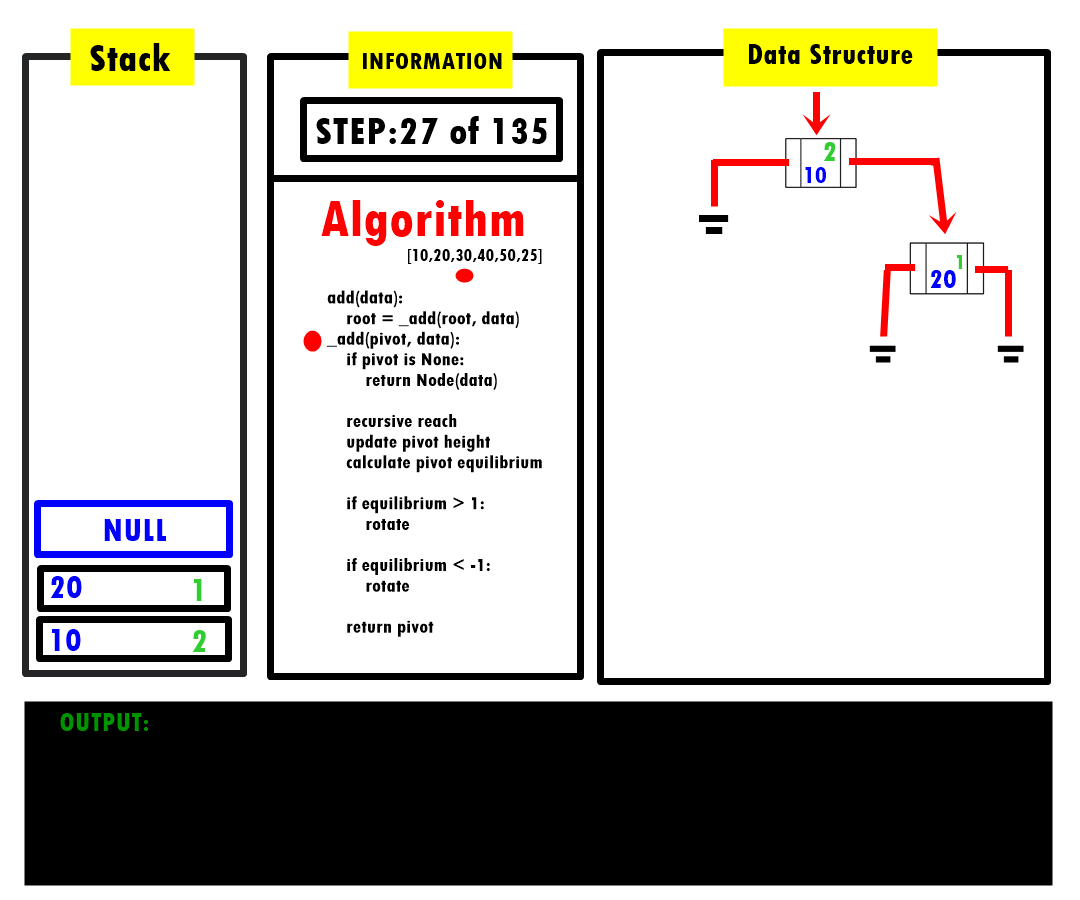 Stack
NULL
20 1
10 2
INFORMATION
STEP:27 of 135
Algorithm
[10,20,30,40,50,25]
add(data):
root = _add(root, data)
_add(pivot, data):
if pivot is None:
return Node(data)
recursive reach
update pivot height
calculate pivot equilibrium
if equilibrium > 1:
rotate
if equilibrium < -1:
rotate
return pivot
Data Structure
2
10
1
20
OUTPUT: